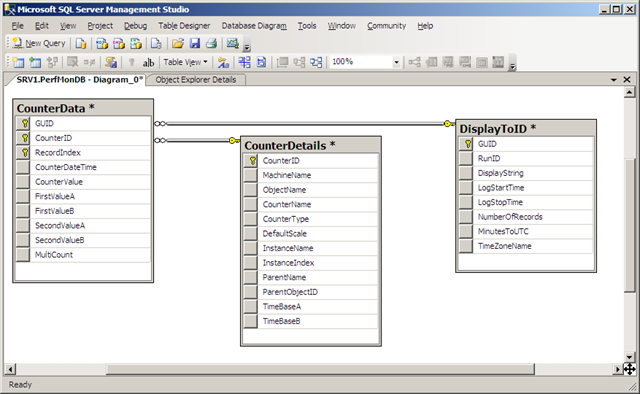 Microsoft SQL Server Management Studio
File Edit View Project Debug Table Designer Database Diagram Tools Window Community Help
New Query
Table View 100%
SRV1.PerfMonDB - Diagram_0* Object Explorer Details
CounterData *
GUID
CounterID
RecordIndex
CounterDateTime
CounterValue
FirstValueA
FirstValueB
SecondValueA
SecondValueB
MultiCount
CounterDetails *
CounterID
MachineName
ObjectName
CounterName
CounterType
DefaultScale
InstanceName
InstanceIndex
ParentName
ParentObjectID
TimeBaseA
TimeBaseB
DisplayToID *
GUID
RunID
DisplayString
LogStartTime
LogStopTime
NumberOfRecords
MinutesToUTC
TimeZoneName
Ready